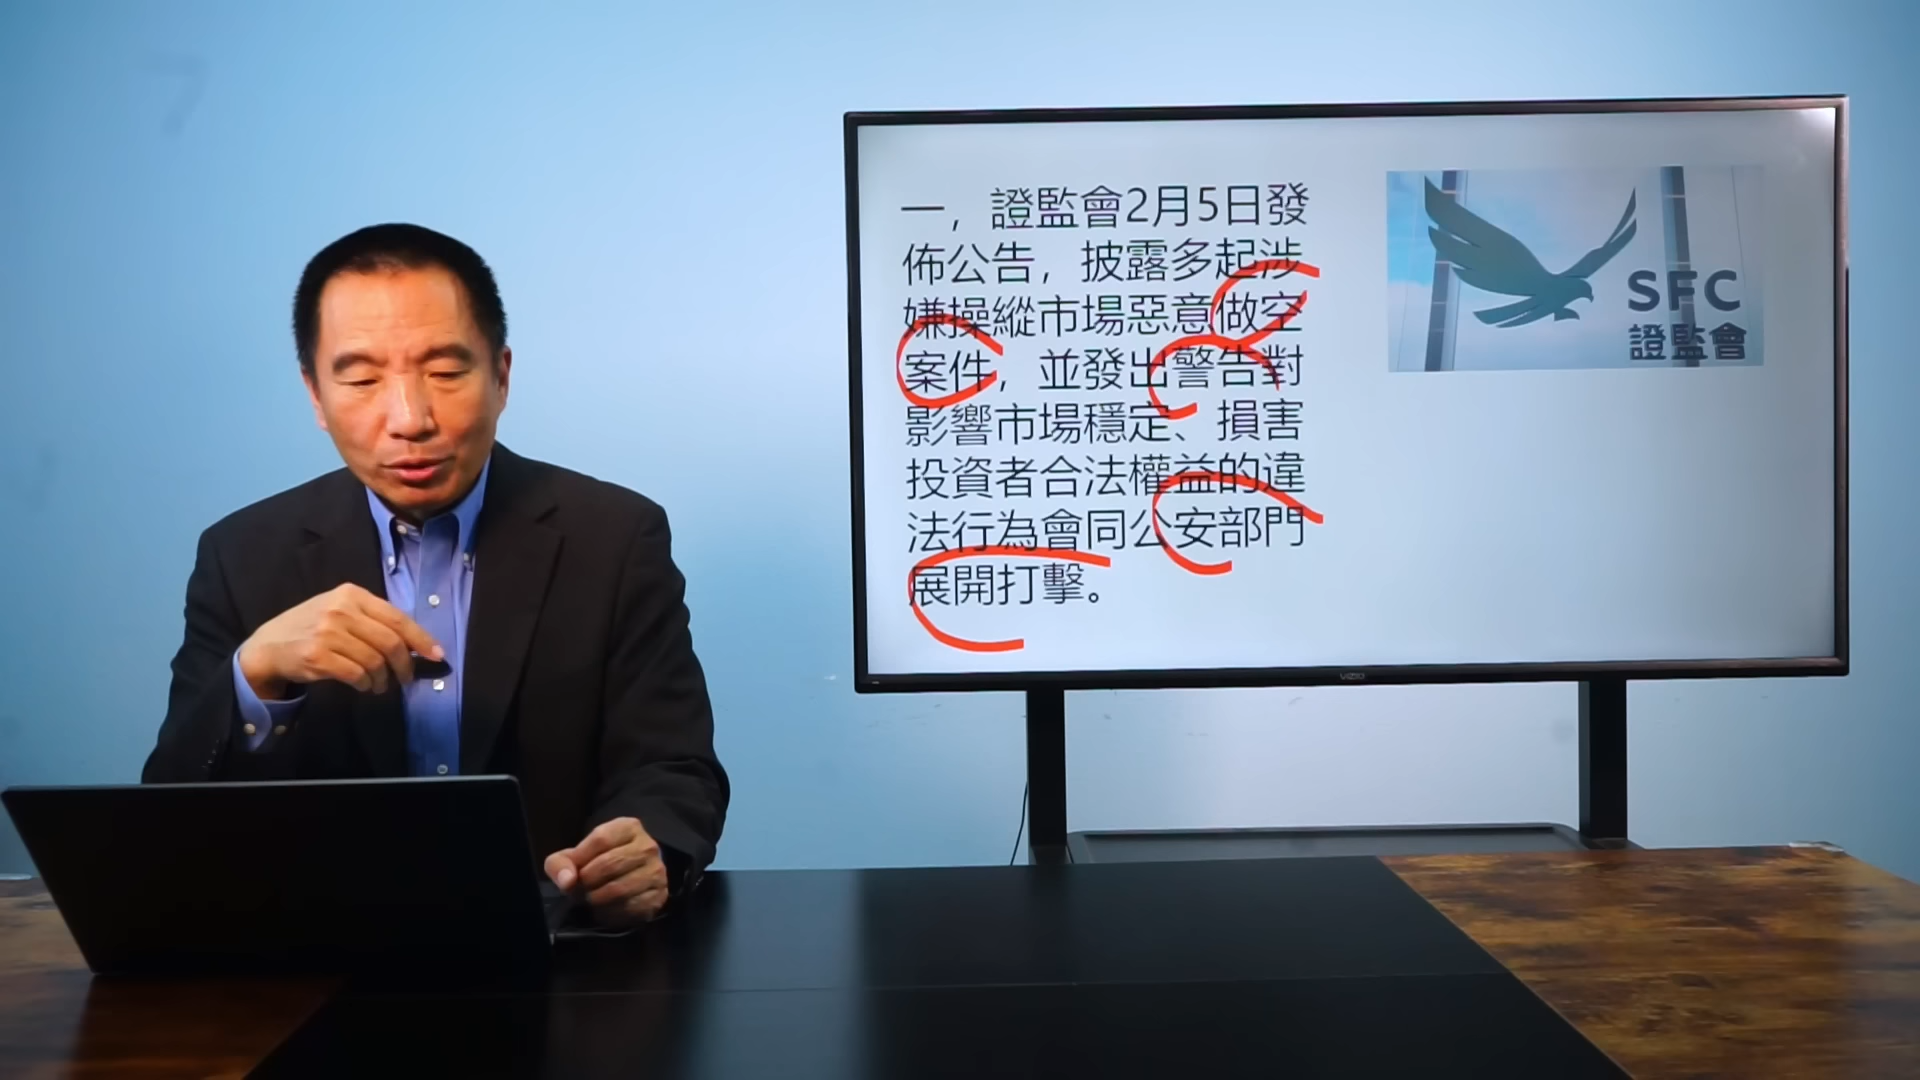 一，證監會2月5日發
佈公告，披露多起涉
嫌操縱市場惡意做空
案件，並發出警告對
影響市場穩定、損害
投資者合法權益的違
法行為會同公安部門
展開打擊。
SFC
證監會
VIZIO